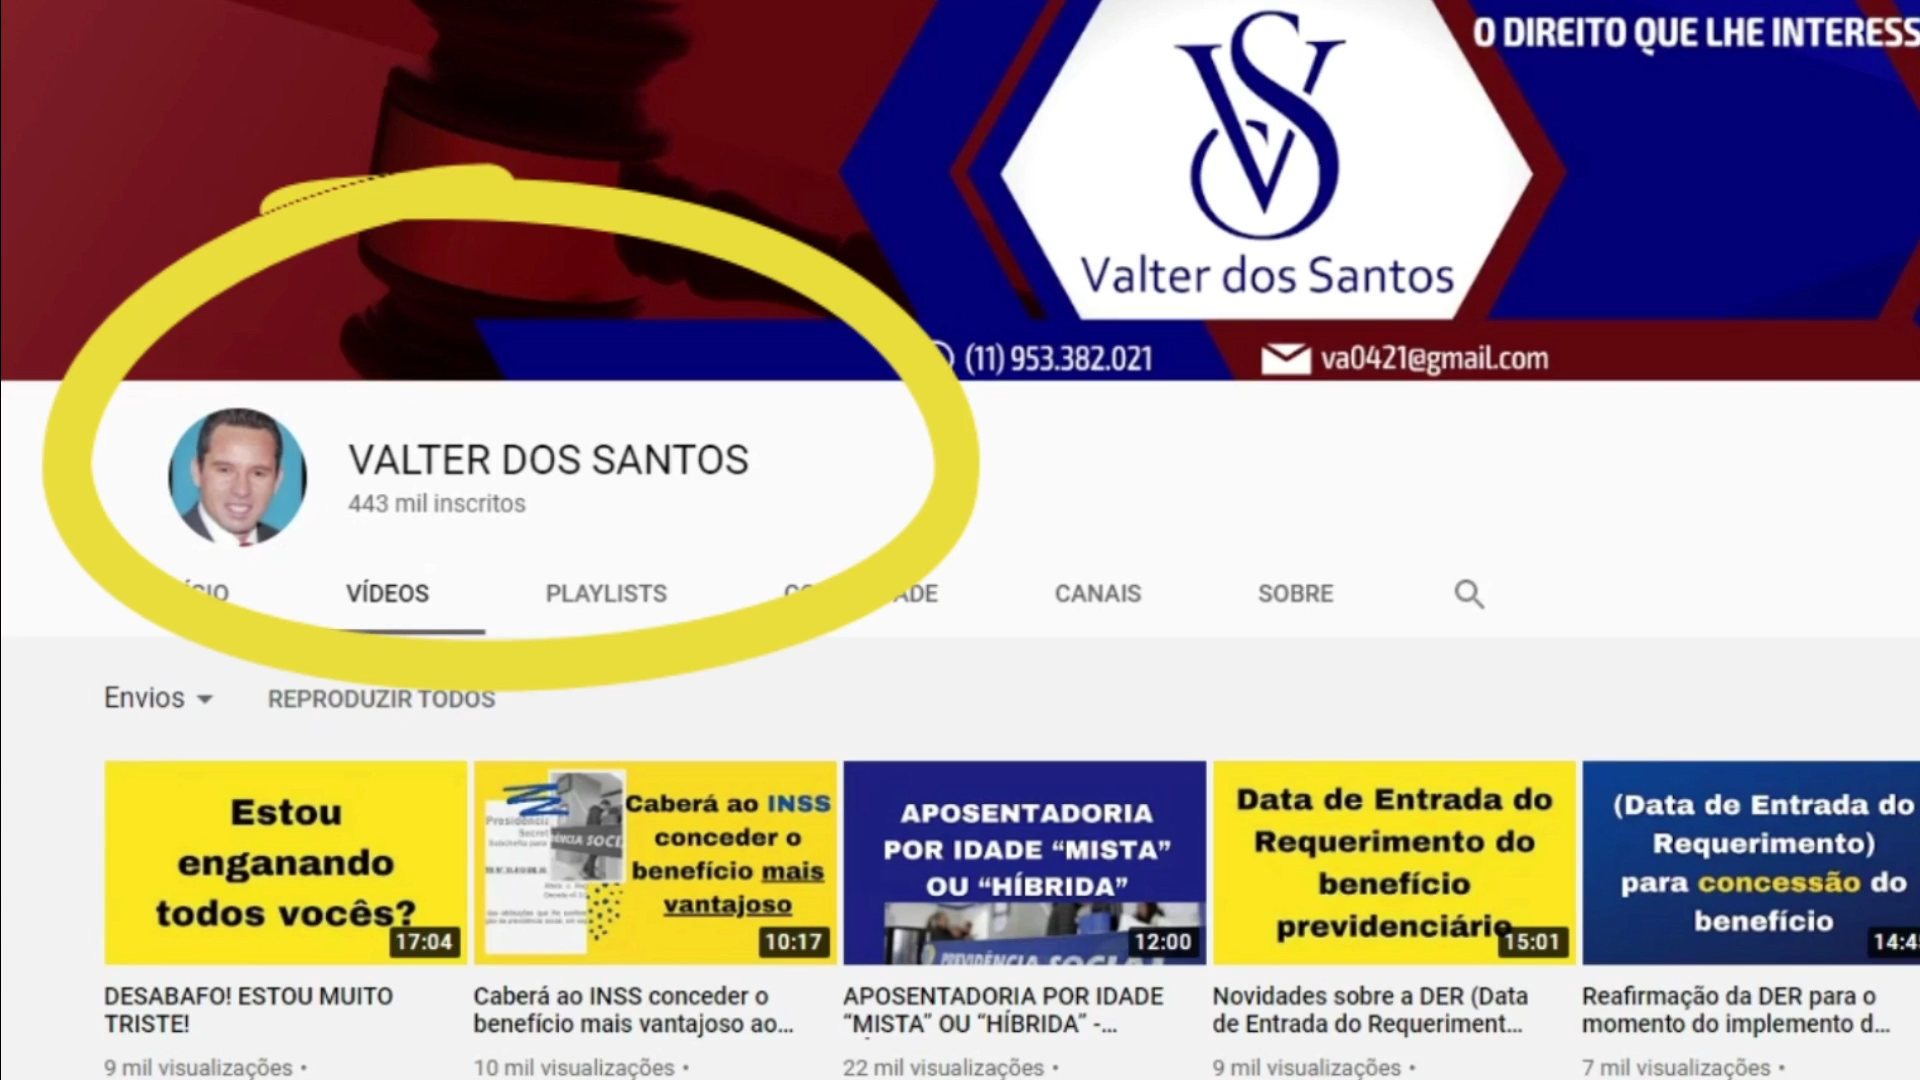 O DIREITO QUE LHE INTERESS
VS
Valter dos Santos
(11) 953.382.021
va0421@gmail.com
VALTER DOS SANTOS
443 mil inscritos
VÍDEOS PLAYLISTS CANAIS SOBRE
Envios REPRODUZIR TODOS
Estou
enganando
todos vocês?
17:04
Caberá ao INSS
conceder o
benefício mais
vantajoso
10:17
APOSENTADORIA
POR IDADE “MISTA”
OU “HÍBRIDA”
PREVIDÊNCIA SOCIAL
12:00
Data de Entrada do
Requerimento do
benefício
previdenciário
15:01
(Data de Entrada do
Requerimento)
para concessão do
benefício
DESABAFO! ESTOU MUITO
TRISTE!
9 mil visualizações •
Caberá ao INSS conceder o
benefício mais vantajoso ao...
10 mil visualizações •
APOSENTADORIA POR IDADE
“MISTA” OU “HÍBRIDA” -...
22 mil visualizações •
Novidades sobre a DER (Data
de Entrada do Requeriment...
9 mil visualizações •
Reafirmação da DER para o
momento do implemento d...
7 mil visualizações •